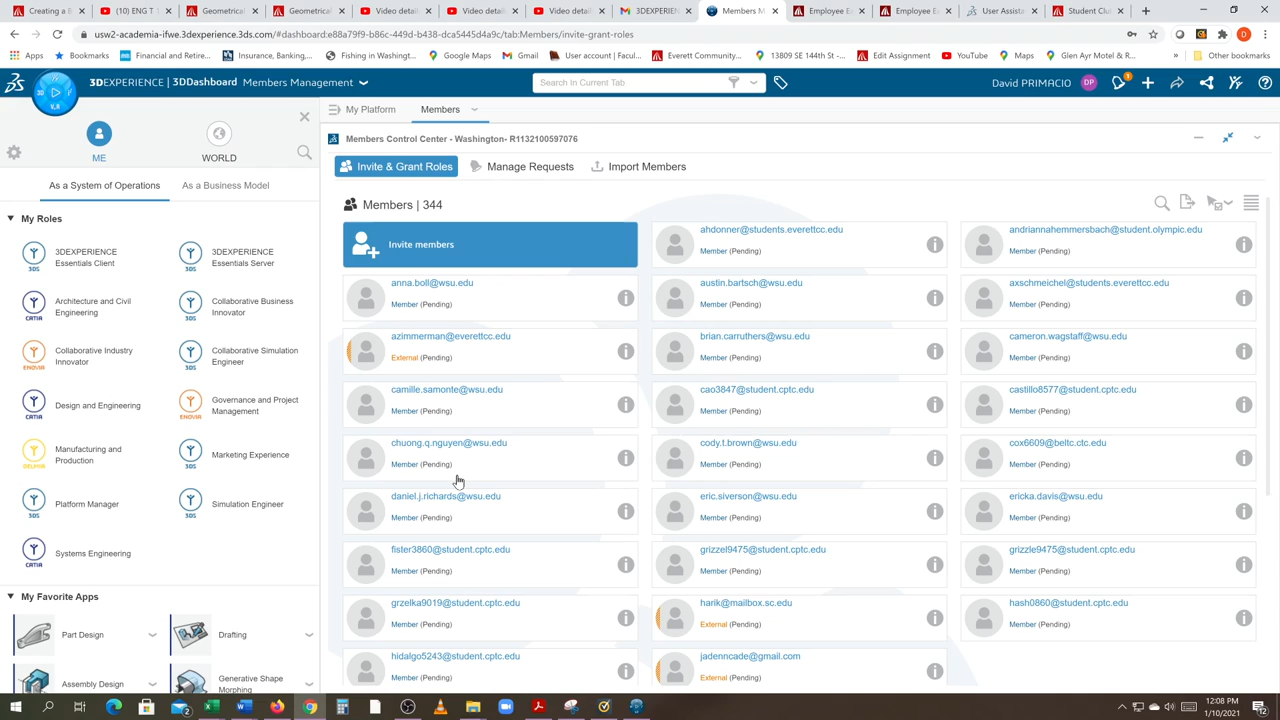 Creating a B
(10) ENG T 1
Geometrical
Geometrical
Video detai
Video detai
Video detai
3DEXPERIEN
Members M
Employee Ea
Employee Ea
User Assista
Student Clu
usw2-academia-ifwe.3dexperience.3ds.com/#dashboard:e88a79f9-b86c-449d-b438-dca5445d4a9c/tab:Members/invite-grant-roles
Apps
Bookmarks
Financial and Retire...
Insurance, Banking,...
Fishing in Washingt...
Google Maps
Gmail
User account | Facul...
Everett Community...
13809 SE 144th St -...
Edit Assignment
YouTube
Maps
Glen Ayr Motel & R...
Other bookmarks
3DEXPERIENCE | 3DDashboard Members Management
Search In Current Tab
David PRIMACIO
DP
1
My Platform
Members
ME
WORLD
As a System of Operations
As a Business Model
My Roles
3DEXPERIENCE
Essentials Client
3DEXPERIENCE
Essentials Server
Architecture and Civil
Engineering
Collaborative Business
Innovator
Collaborative Industry
Innovator
Collaborative Simulation
Engineer
Design and Engineering
Governance and Project
Management
Manufacturing and
Production
Marketing Experience
Platform Manager
Simulation Engineer
Systems Engineering
My Favorite Apps
Part Design
Drafting
Assembly Design
Generative Shape
Morphing
Members Control Center - Washington- R1132100597076
Invite & Grant Roles
Manage Requests
Import Members
Members | 344
Invite members
ahdonner@students.everettcc.edu
Member (Pending)
andriannahemmersbach@student.olympic.edu
Member (Pending)
anna.boll@wsu.edu
Member (Pending)
austin.bartsch@wsu.edu
Member (Pending)
axschmeichel@students.everettcc.edu
Member (Pending)
azimmerman@everettcc.edu
External (Pending)
brian.carruthers@wsu.edu
Member (Pending)
cameron.wagstaff@wsu.edu
Member (Pending)
camille.samonte@wsu.edu
Member (Pending)
cao3847@student.cptc.edu
Member (Pending)
castillo8577@student.cptc.edu
Member (Pending)
chuong.q.nguyen@wsu.edu
Member (Pending)
cody.t.brown@wsu.edu
Member (Pending)
cox6609@beltc.ctc.edu
Member (Pending)
daniel.j.richards@wsu.edu
Member (Pending)
eric.siverson@wsu.edu
Member (Pending)
ericka.davis@wsu.edu
Member (Pending)
fister3860@student.cptc.edu
Member (Pending)
grizzel9475@student.cptc.edu
Member (Pending)
grizzle9475@student.cptc.edu
Member (Pending)
grzelka9019@student.cptc.edu
Member (Pending)
harik@mailbox.sc.edu
External (Pending)
hash0860@student.cptc.edu
Member (Pending)
hidalgo5243@student.cptc.edu
Member (Pending)
jadenncade@gmail.com
External (Pending)
12:08 PM
1/10/2021